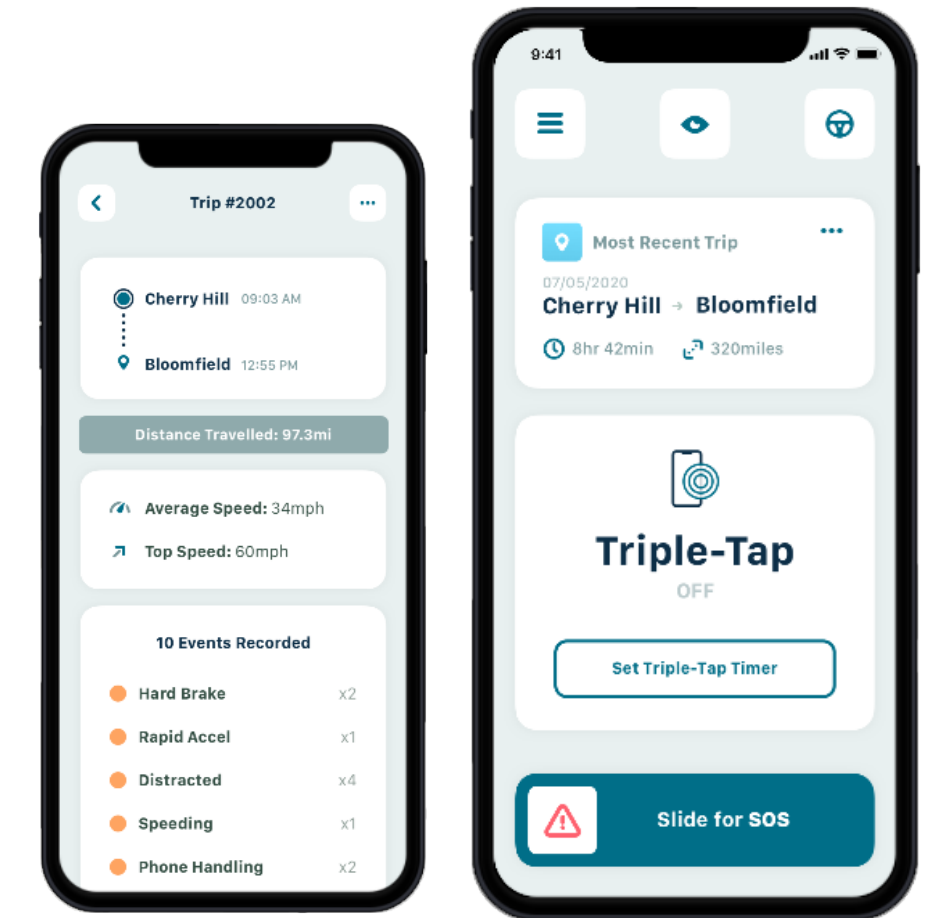 Trip #2002
Cherry Hill 09:03 AM
Bloomfield 12:55 PM
Distance Travelled: 97.3mi
Average Speed: 34mph
Top Speed: 60mph
10 Events Recorded
Hard Brake x2
Rapid Accel x1
Distracted x4
Speeding x1
Phone Handling x2
9:41
Most Recent Trip
07/05/2020
Cherry Hill → Bloomfield
8hr 42min 320miles
Triple-Tap
OFF
Set Triple-Tap Timer
Slide for SOS